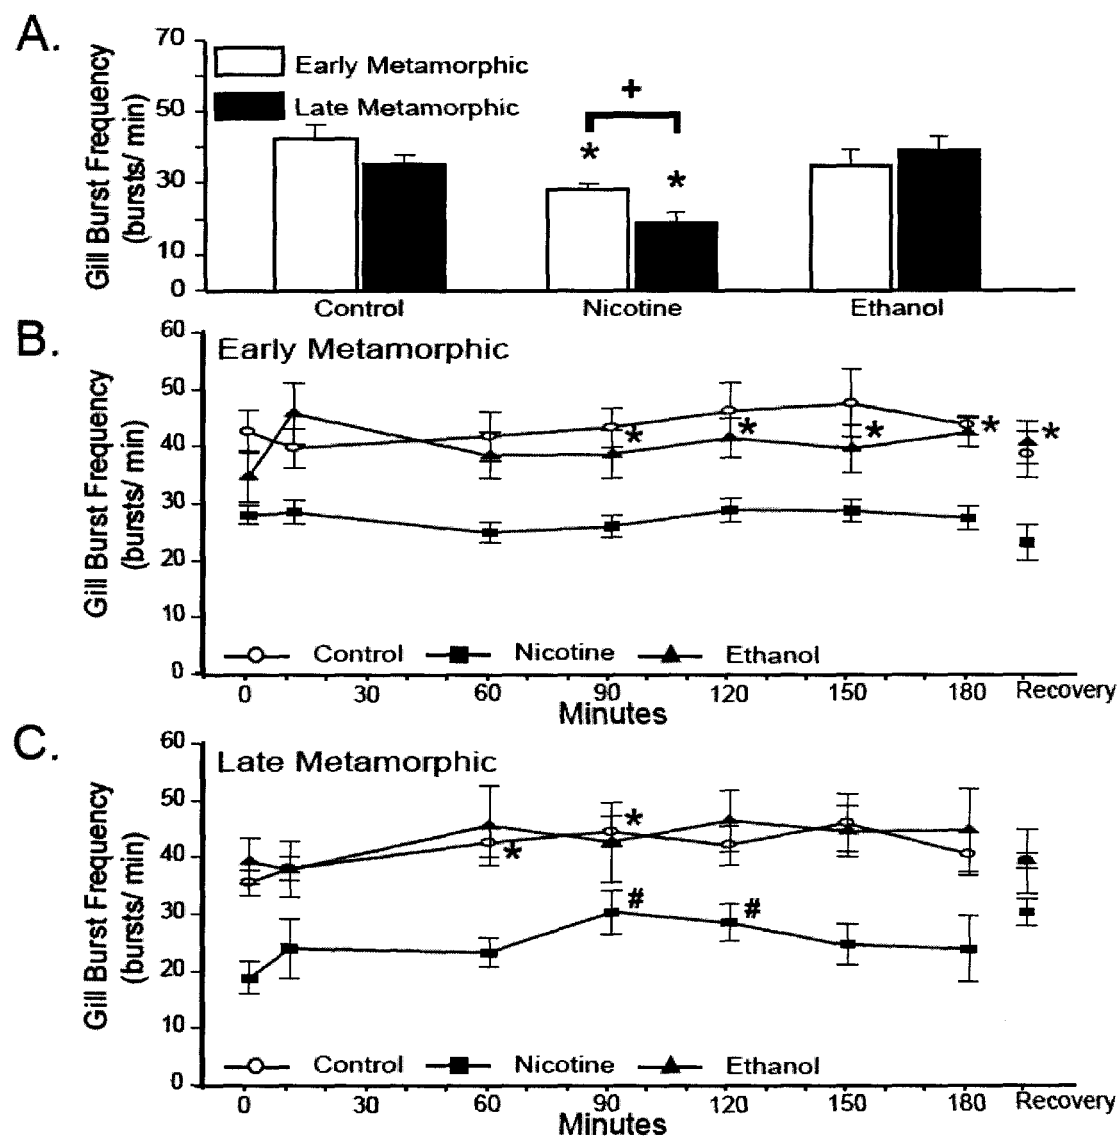 A.
Gill Burst Frequency
(bursts/ min)
70
50
30
10
0
Early Metamorphic
Late Metamorphic
+
*
*
Control
Nicotine
Ethanol
B.
Early Metamorphic
Gill Burst Frequency
(bursts/ min)
60
50
40
30
20
10
0
* * * * *
Control
Nicotine
Ethanol
0 30 60 90 120 150 180 Recovery
Minutes
C.
Late Metamorphic
Gill Burst Frequency
(bursts/ min)
60
50
40
30
20
10
0
* *
# #
Control
Nicotine
Ethanol
0 30 60 90 120 150 180 Recovery
Minutes